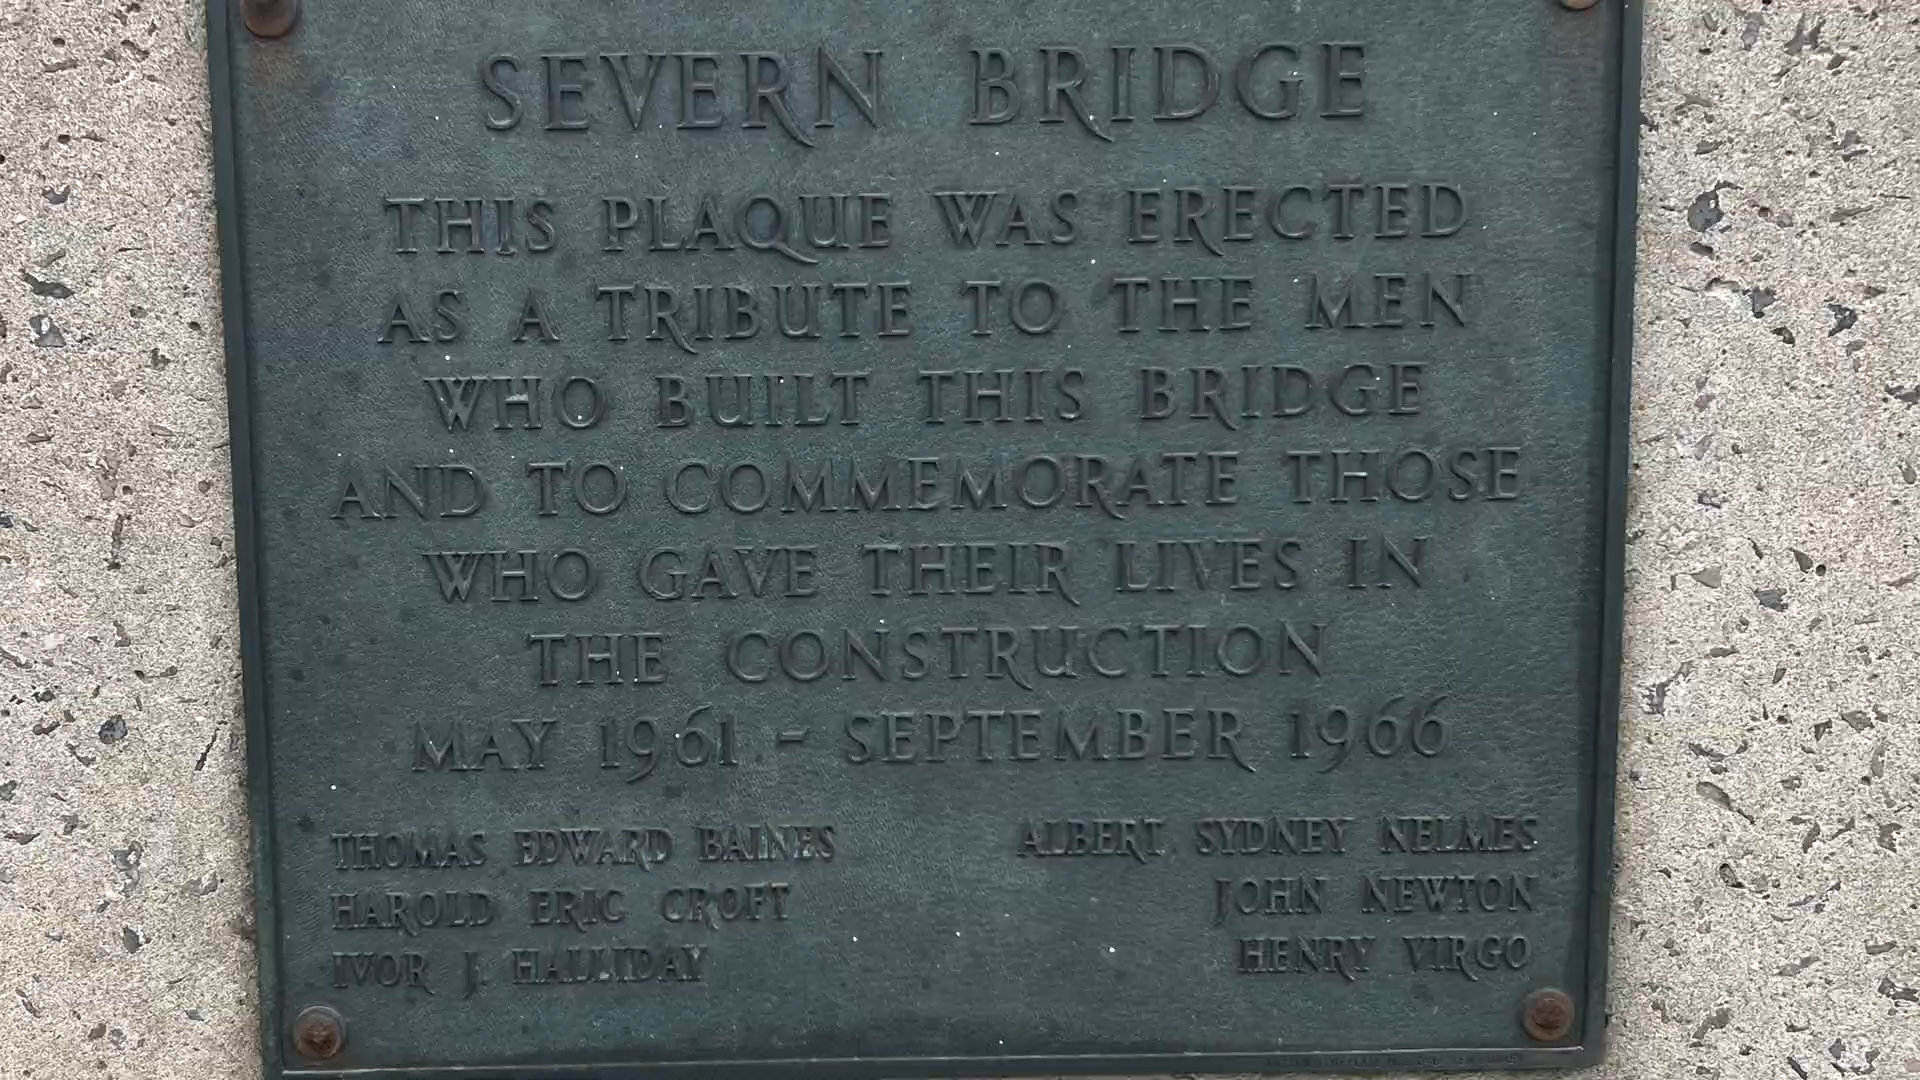 SEVERN BRIDGE
THIS PLAQUE WAS ERECTED
AS A TRIBUTE TO THE MEN
WHO BUILT THIS BRIDGE
AND TO COMMEMORATE THOSE
WHO GAVE THEIR LIVES IN
THE CONSTRUCTION
MAY 1961 - SEPTEMBER 1966
THOMAS EDWARD BAINES
HAROLD ERIC CROFT
IVOR J. HALLIDAY
ALBERT SYDNEY NELMES
JOHN NEWTON
HENRY VIRGO